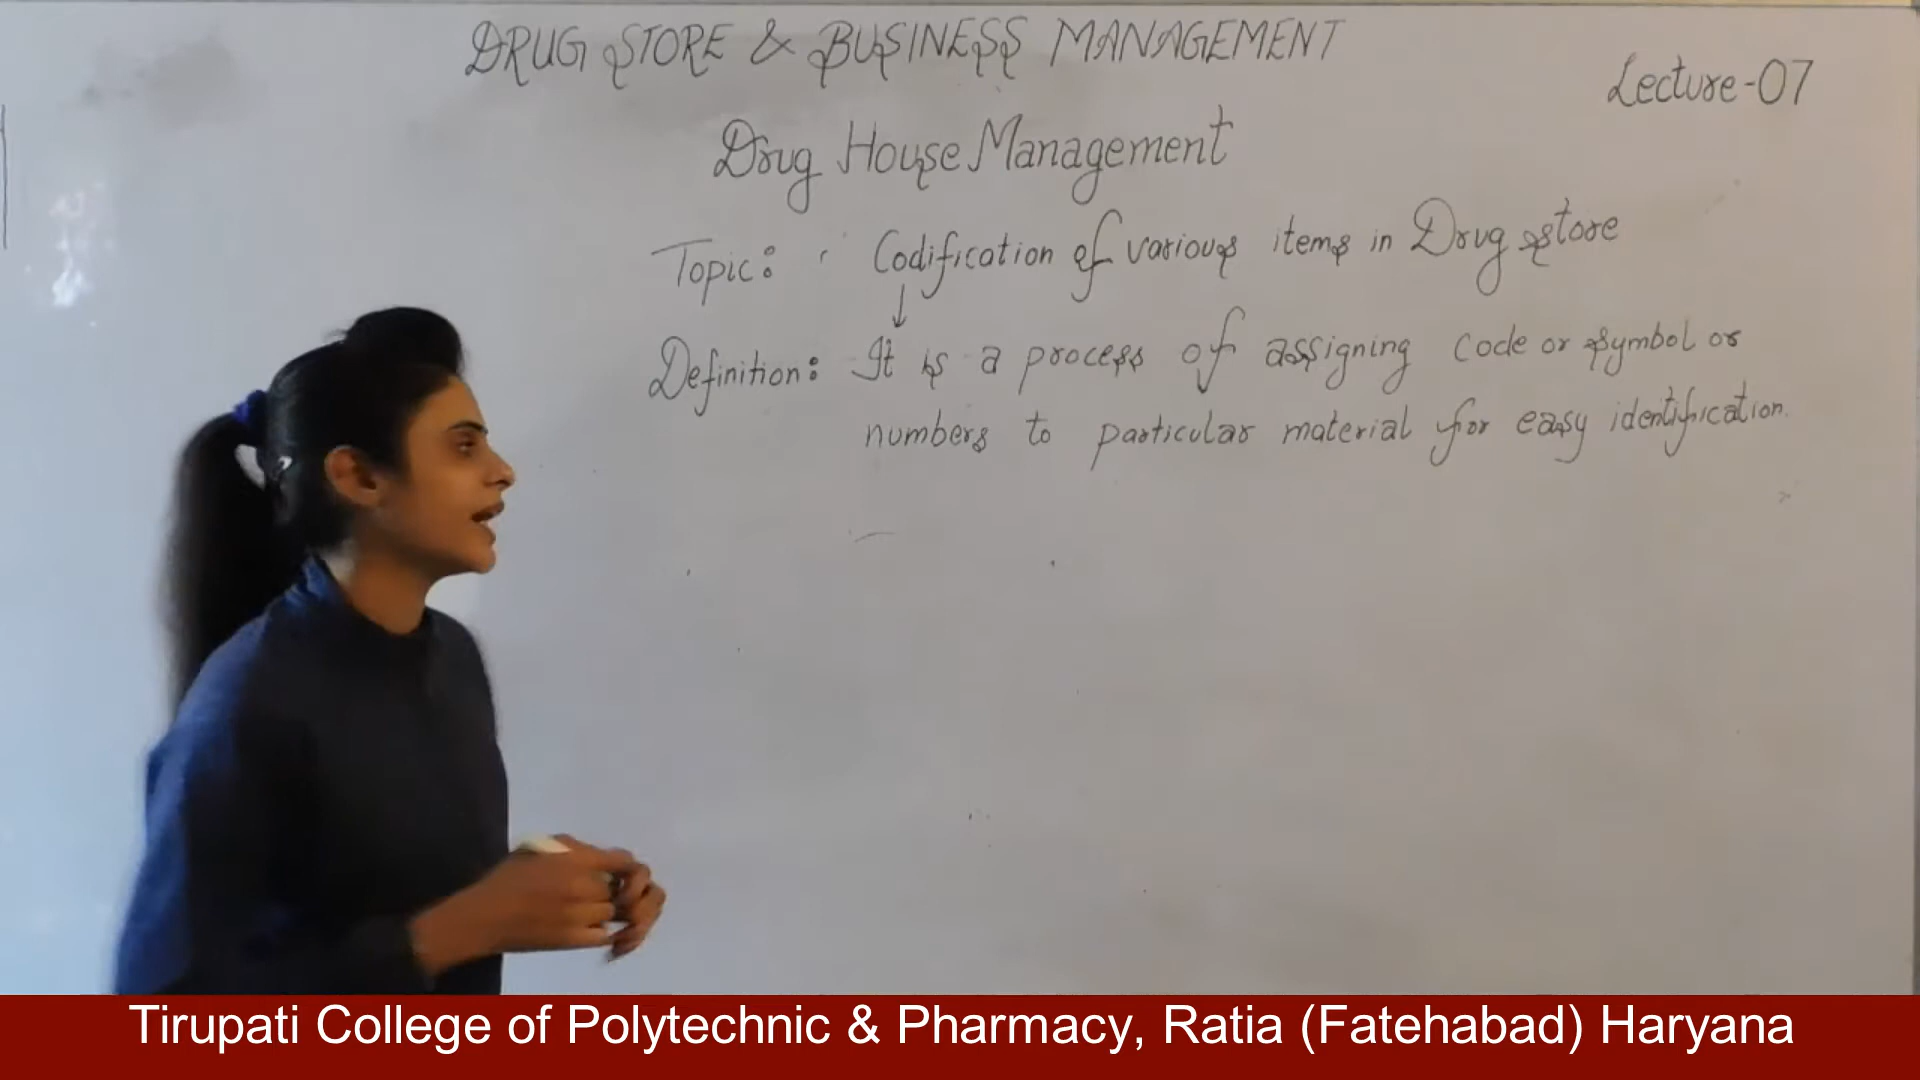 DRUG STORE & BUSINESS MANAGEMENT
Lecture-07
Drug House Management
Topic: Codification of various items in Drug store
Definition: It is a process of assigning code or symbol or
numbers to particular material for easy identification.
Tirupati College of Polytechnic & Pharmacy, Ratia (Fatehabad) Haryana